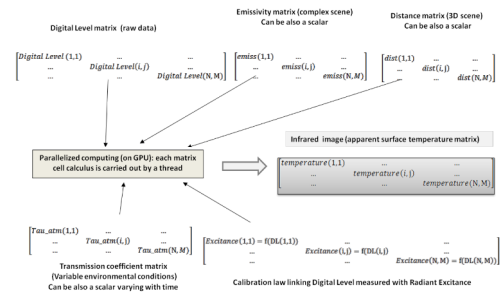 Digital Level matrix (raw data)
Emissivity matrix (complex scene)
Can be also a scalar
Distance matrix (3D scene)
Can be also a scalar
Digital Level (1,1) ... ...
... Digital Level(i,j) ...
... ... Digital Level(N,M)
emiss(1,1) ... ...
... emiss(i,j) ...
... ... emiss(N,M)
dist(1,1) ... ...
... dist(i,j) ...
... ... dist(N,M)
Parallelized computing (on GPU): each matrix
cell calculus is carried out by a thread
Infrared image (apparent surface temperature matrix)
temperature(1,1) ... ...
... temperature(i,j) ...
... ... temperature(N,M)
Tau_atm(1,1) ... ...
... Tau_atm(i,j) ...
... ... Tau_atm(N,M)
Transmission coefficient matrix
(Variable environmental conditions)
Can be also a scalar varying with time
Excitance(1,1) = f(DL(1,1)) ... ...
... Excitance(i,j) = f(DL(i,j) ...
... ... Excitance(N,M) = f(DL(N,M))
Calibration law linking Digital Level measured with Radiant Excitance